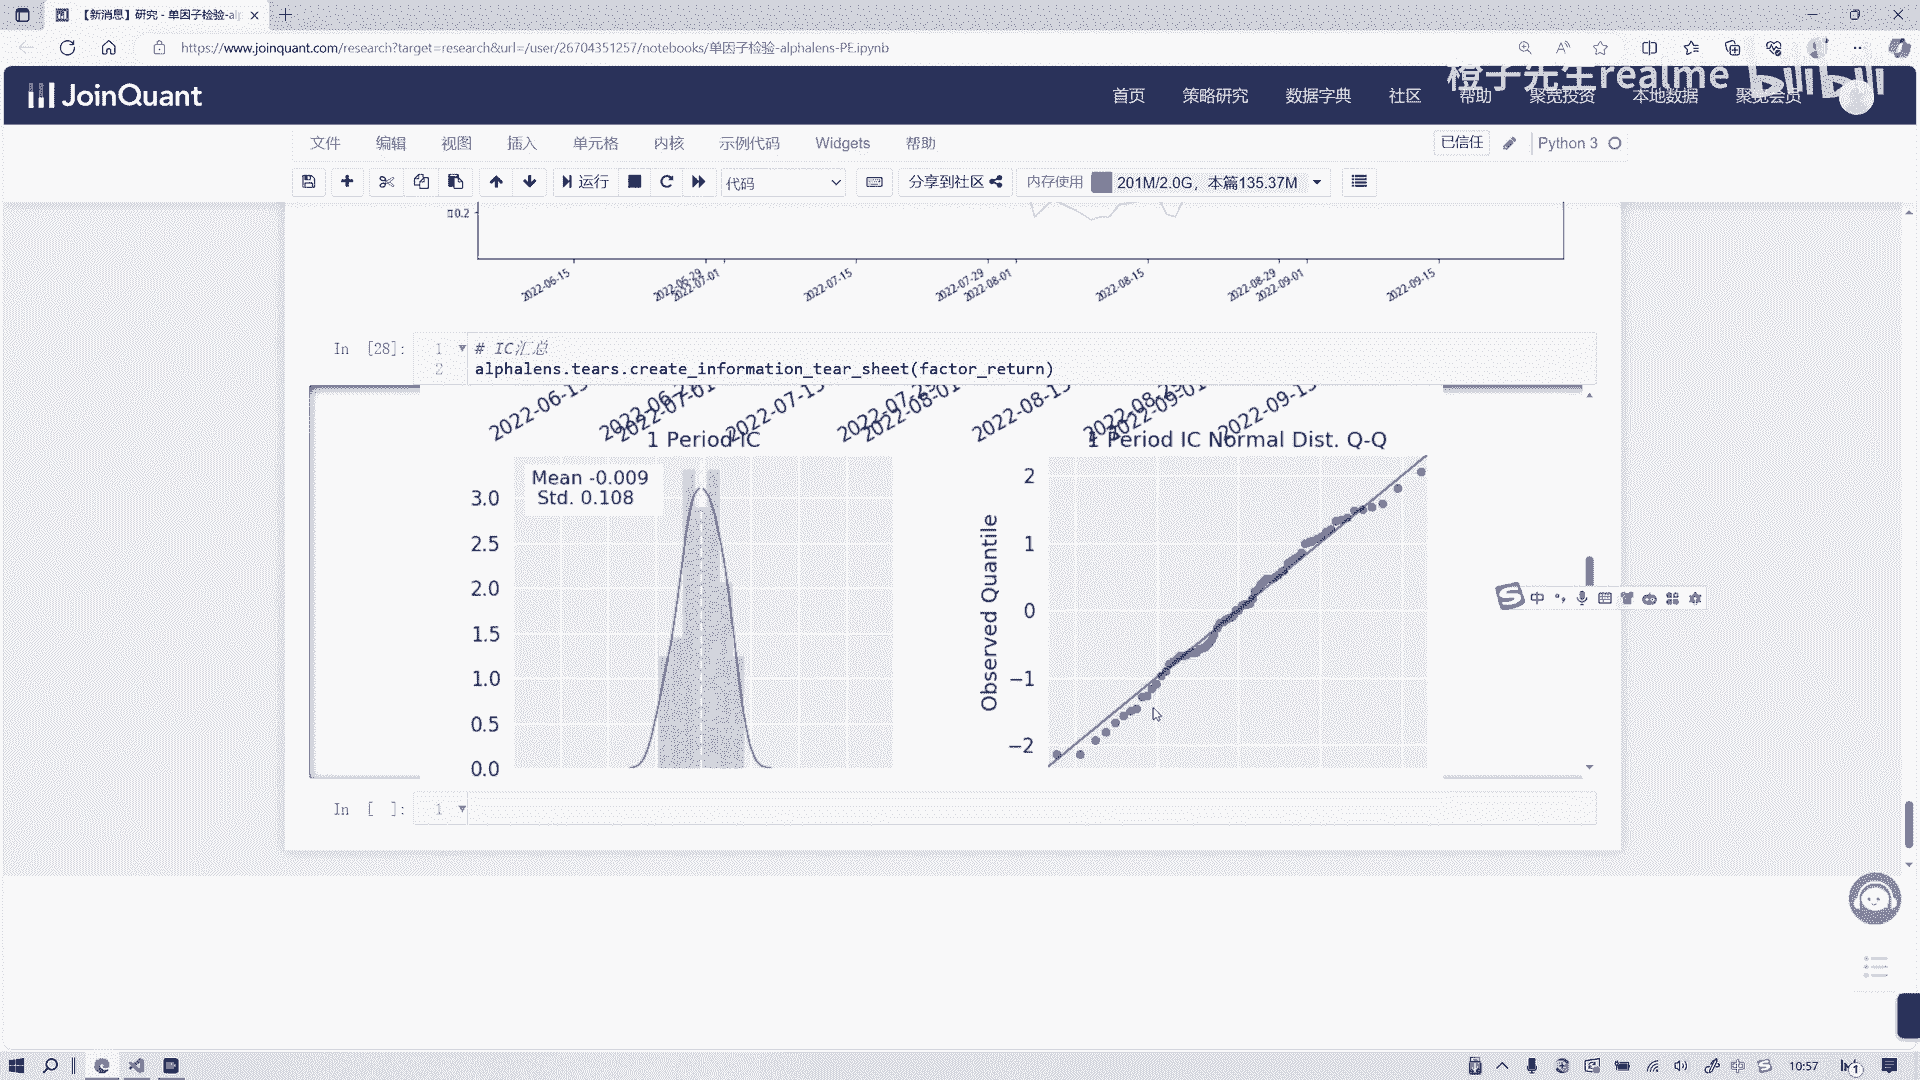 【新消息】研究 - 单因子检验-al
https://www.joinquant.com/research?target=research&url=/user/26704351257/notebooks/单因子检验-alphalens-PE.ipynb
橙子先生realme bilibili
JoinQuant
首页 策略研究 数据字典 社区 帮助 聚宽投资 本地数据 聚宽会员
文件 编辑 视图 插入 单元格 内核 示例代码 Widgets 帮助
已信任 Python 3
运行 代码 分享到社区 内存使用 201M/2.0G，本篇135.37M
0.2
2022-06-15 2022-06-29 2022-07-01 2022-07-15 2022-07-29 2022-08-01 2022-08-15 2022-08-29 2022-09-01 2022-09-15
In [28]:
1 # IC汇总
2 alphalens.tears.create_information_tear_sheet(factor_return)
2022-06-15 2022-06-29 2022-07-01 2022-07-15 2022-07-29 2022-08-01 2022-08-15 2022-08-29 2022-09-01 2022-09-15
1 Period IC
Mean -0.009
Std. 0.108
3.0
2.5
2.0
1.5
1.0
0.5
0.0
1 Period IC Normal Dist. Q-Q
Observed Quantile
2
1
0
−1
−2
中
In [ ]:
1
10:57
1